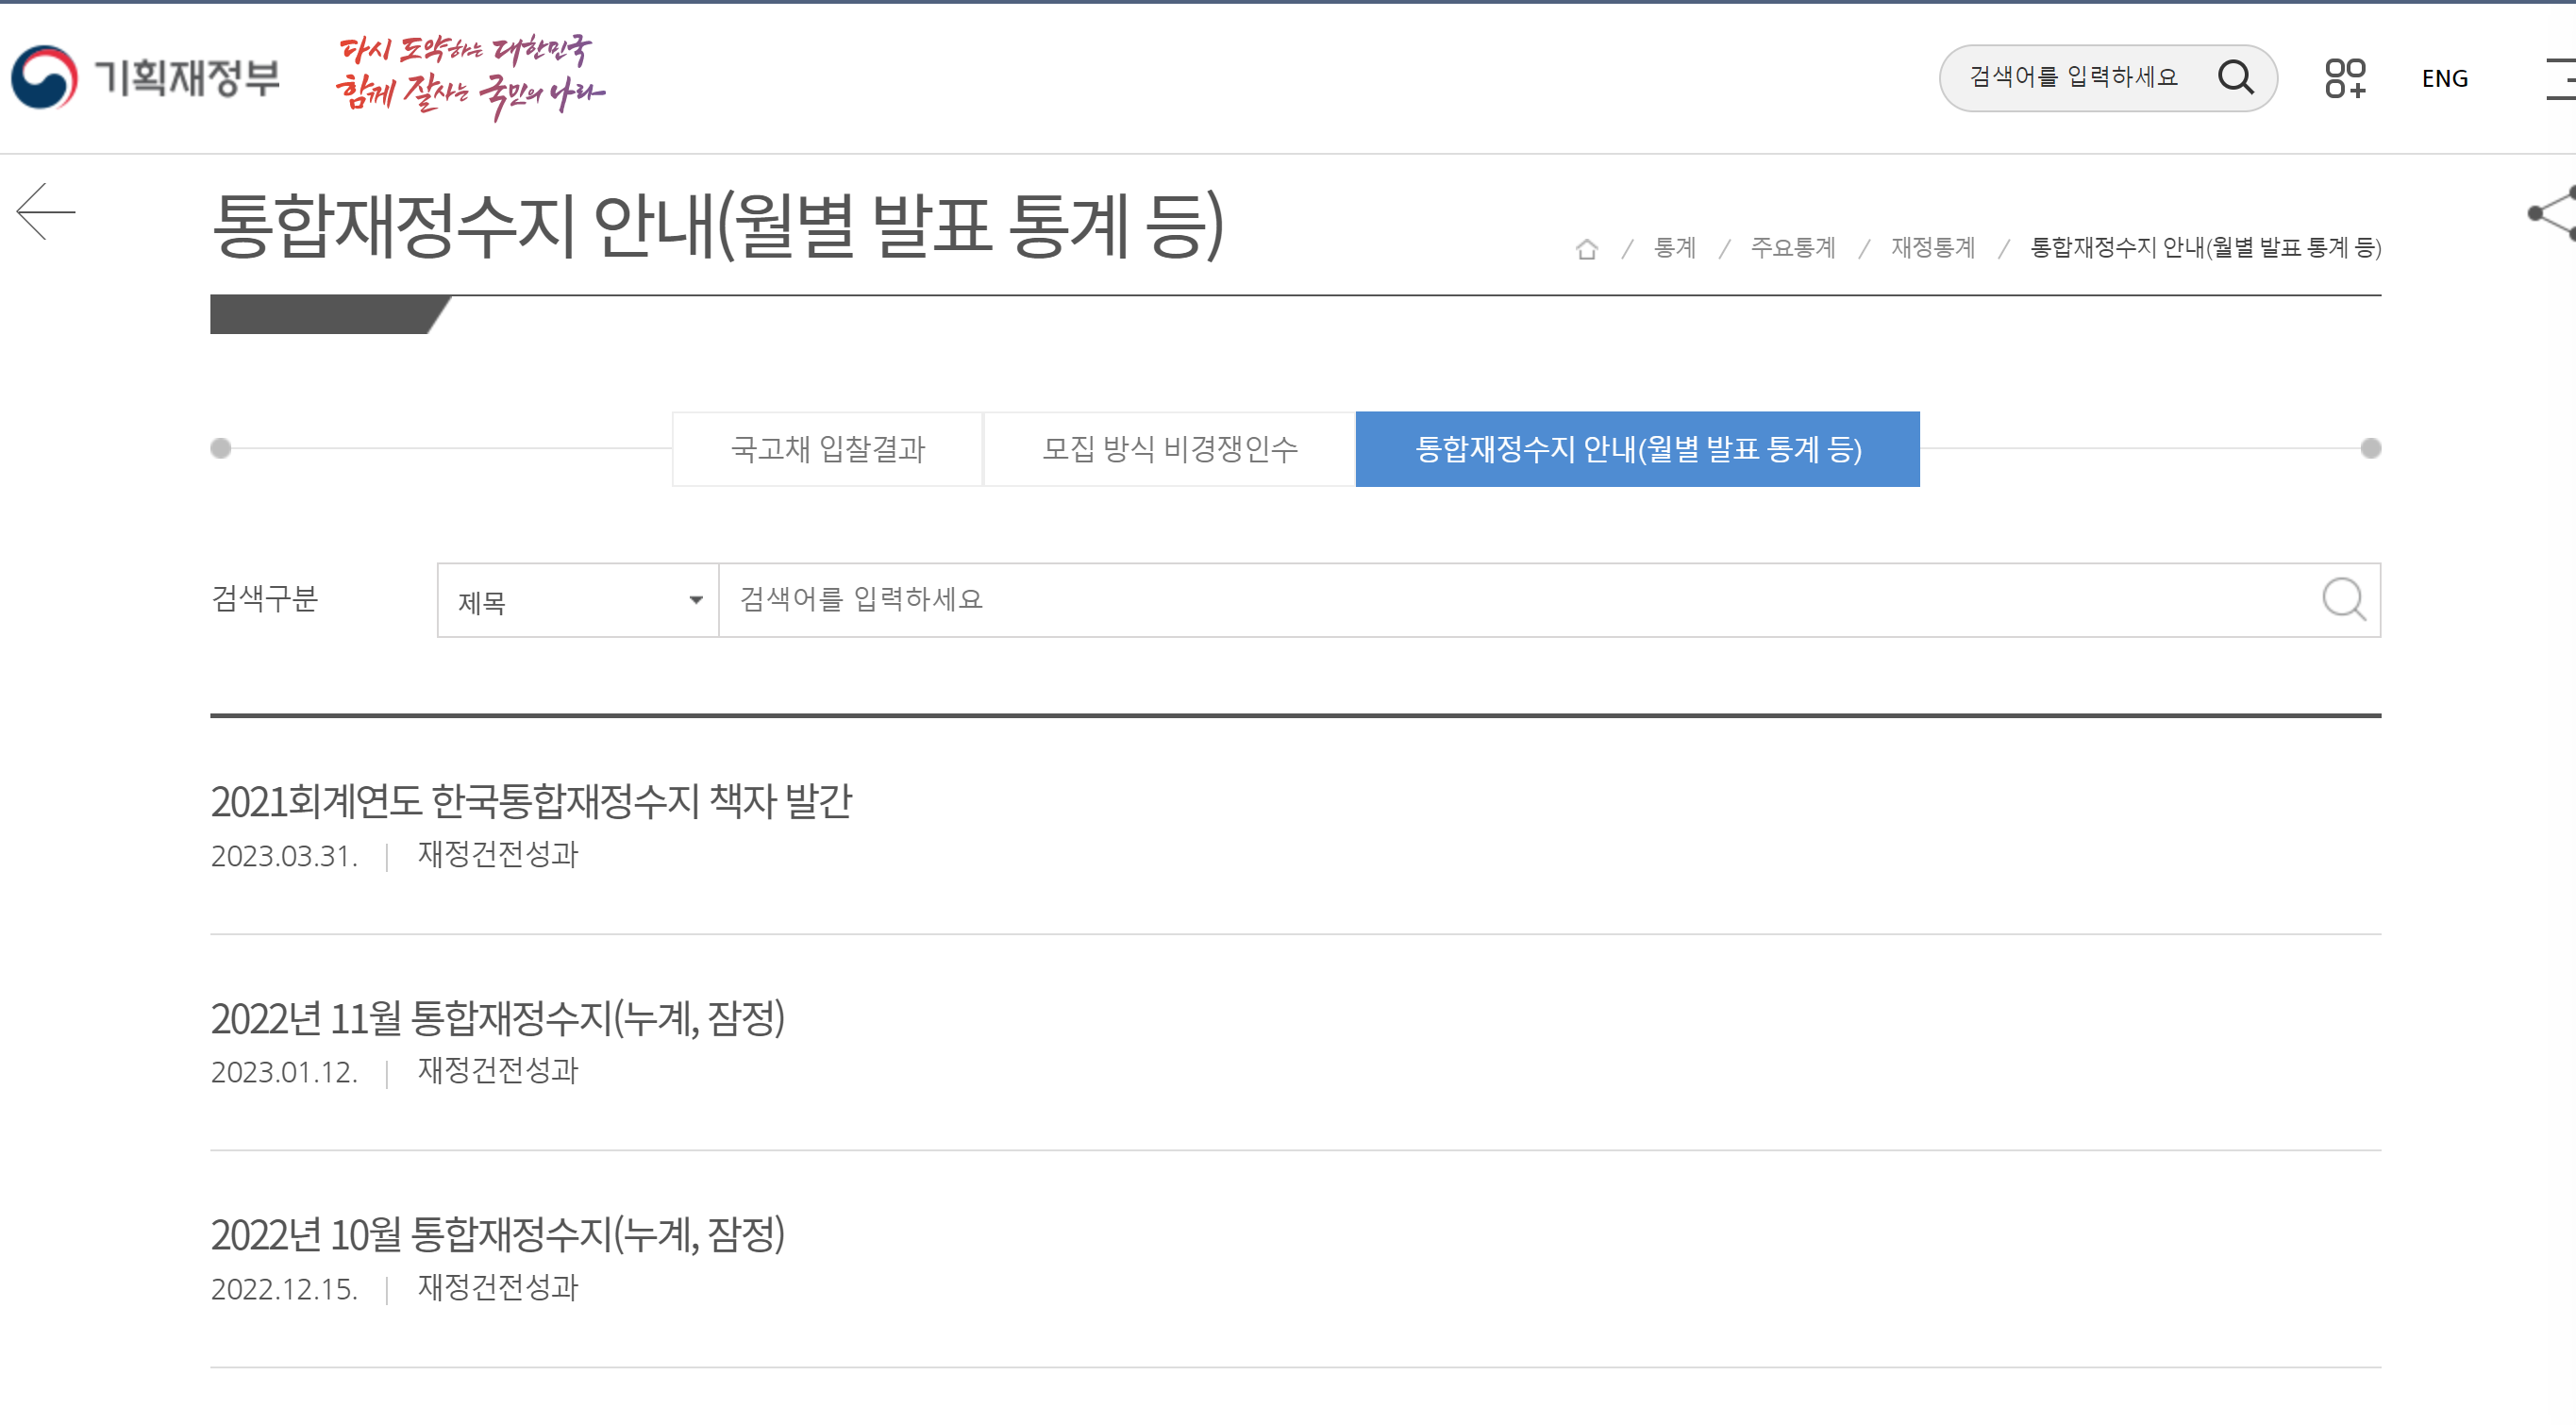 기획재정부
다시 도약하는 대한민국
함께 잘사는 국민의 나라
검색어를 입력하세요
ENG
통합재정수지 안내(월별 발표 통계 등)
/ 통계 / 주요통계 / 재정통계 / 통합재정수지 안내(월별 발표 통계 등)
국고채 입찰결과
모집 방식 비경쟁인수
통합재정수지 안내(월별 발표 통계 등)
검색구분
제목
검색어를 입력하세요
2021회계연도 한국통합재정수지 책자 발간
2023.03.31. | 재정건전성과
2022년 11월 통합재정수지(누계, 잠정)
2023.01.12. | 재정건전성과
2022년 10월 통합재정수지(누계, 잠정)
2022.12.15. | 재정건전성과